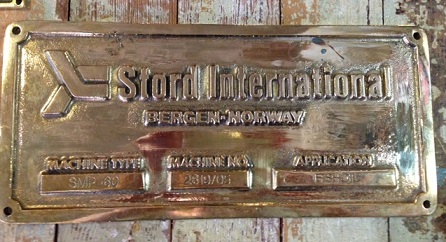 Stord International
BERGEN-NORWAY
MACHINE TYPE MACHINE NO. APPLICATION